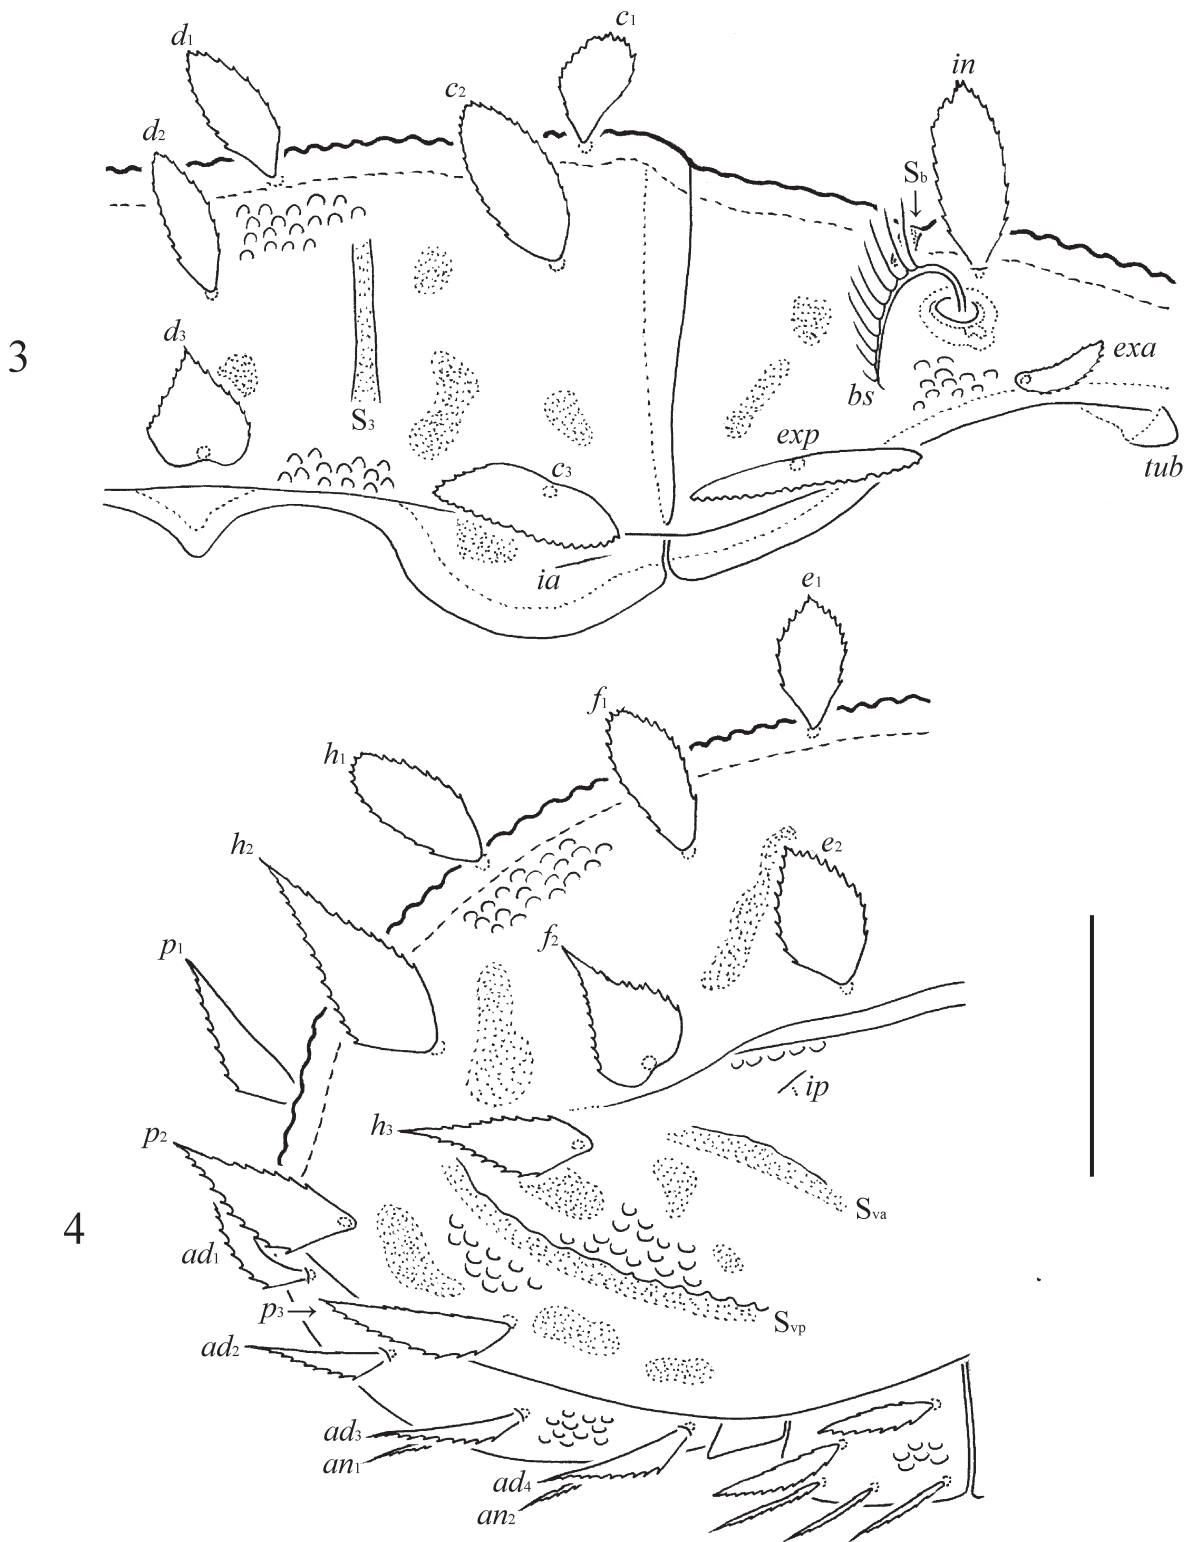 c1
d1
in
c2
d2
Sb
3
d3
exa
bs
S3
exp
c3
tub
ia
e1
f1
h1
h2
e2
f2
p1
ip
h3
p2
Sva
4
ad1
p3
Svp
ad2
ad3
an1
ad4
an2